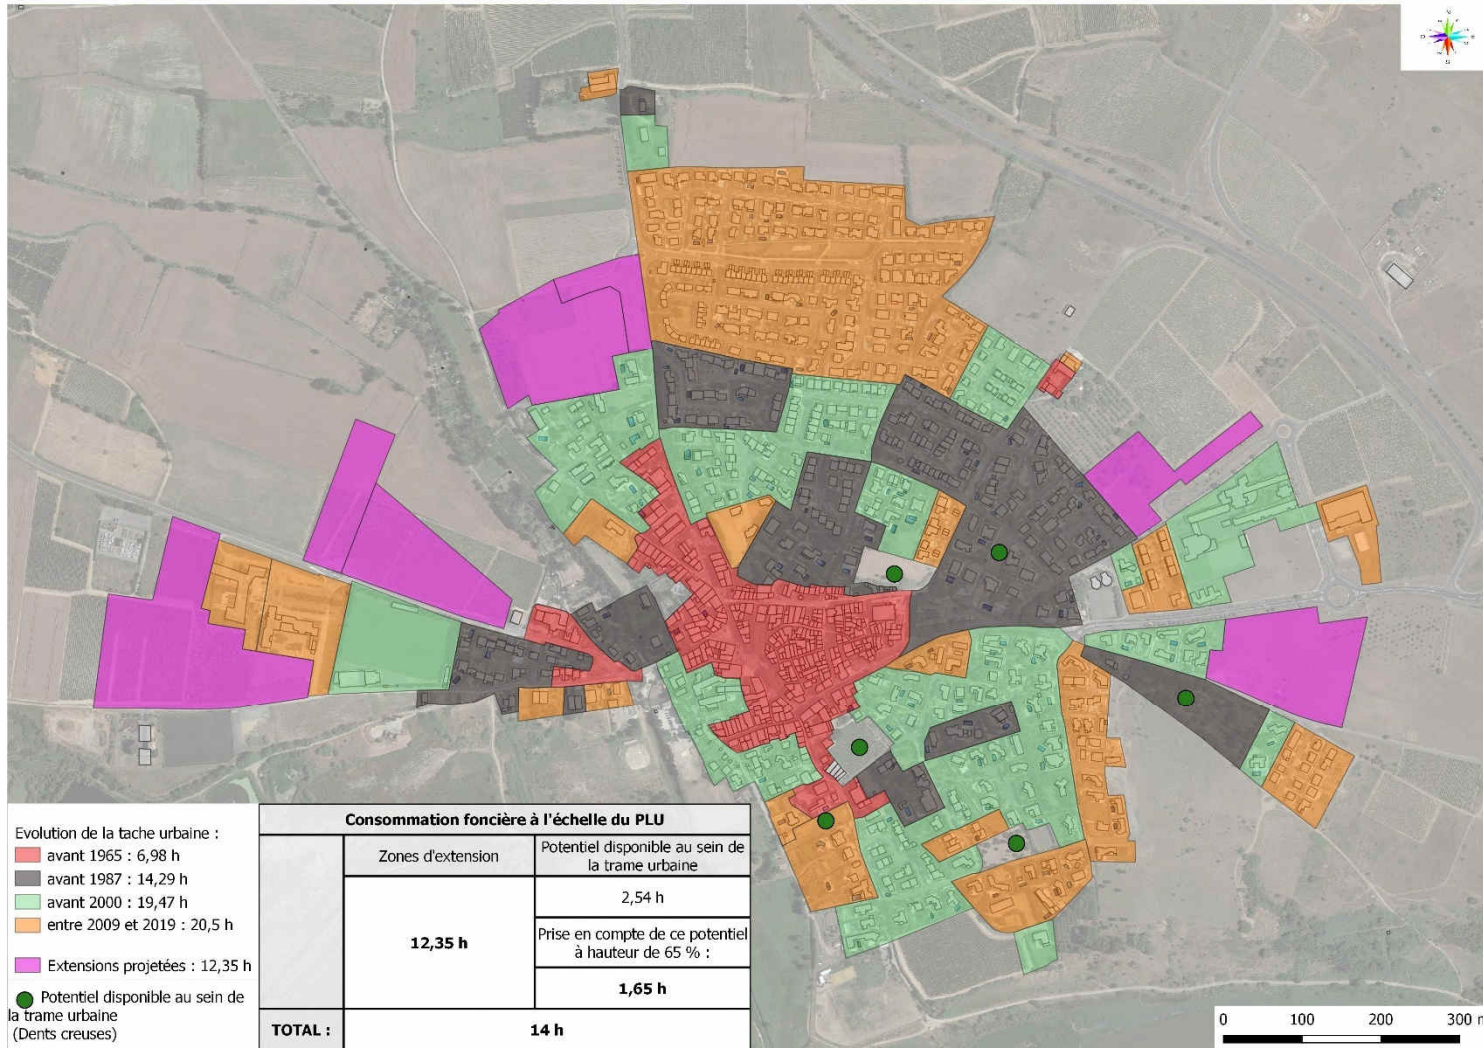 Evolution de la tache urbaine :
avant 1965 : 6,98 h
avant 1987 : 14,29 h
avant 2000 : 19,47 h
entre 2009 et 2019 : 20,5 h
Extensions projetées : 12,35 h
Potentiel disponible au sein de
la trame urbaine
(Dents creuses)
Consommation foncière à l'échelle du PLU
Zones d'extension
Potentiel disponible au sein de
la trame urbaine
12,35 h
2,54 h
Prise en compte de ce potentiel
à hauteur de 65 % :
1,65 h
TOTAL :
14 h
0 100 200 300 m